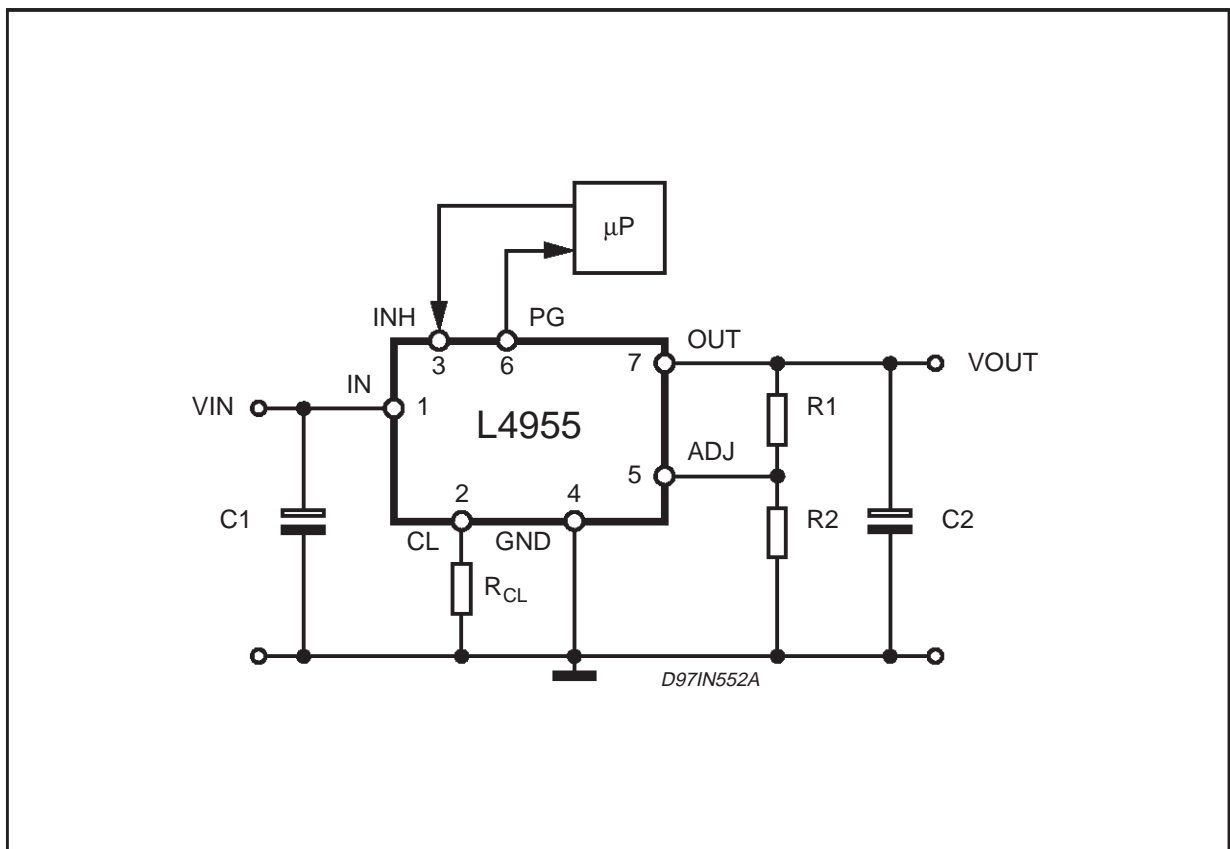 μP
INH
PG
3
6
OUT
7
VOUT
IN
VIN
1
R1
L4955
ADJ
5
2
4
C1
R2
C2
CL
GND
RCL
D97IN552A